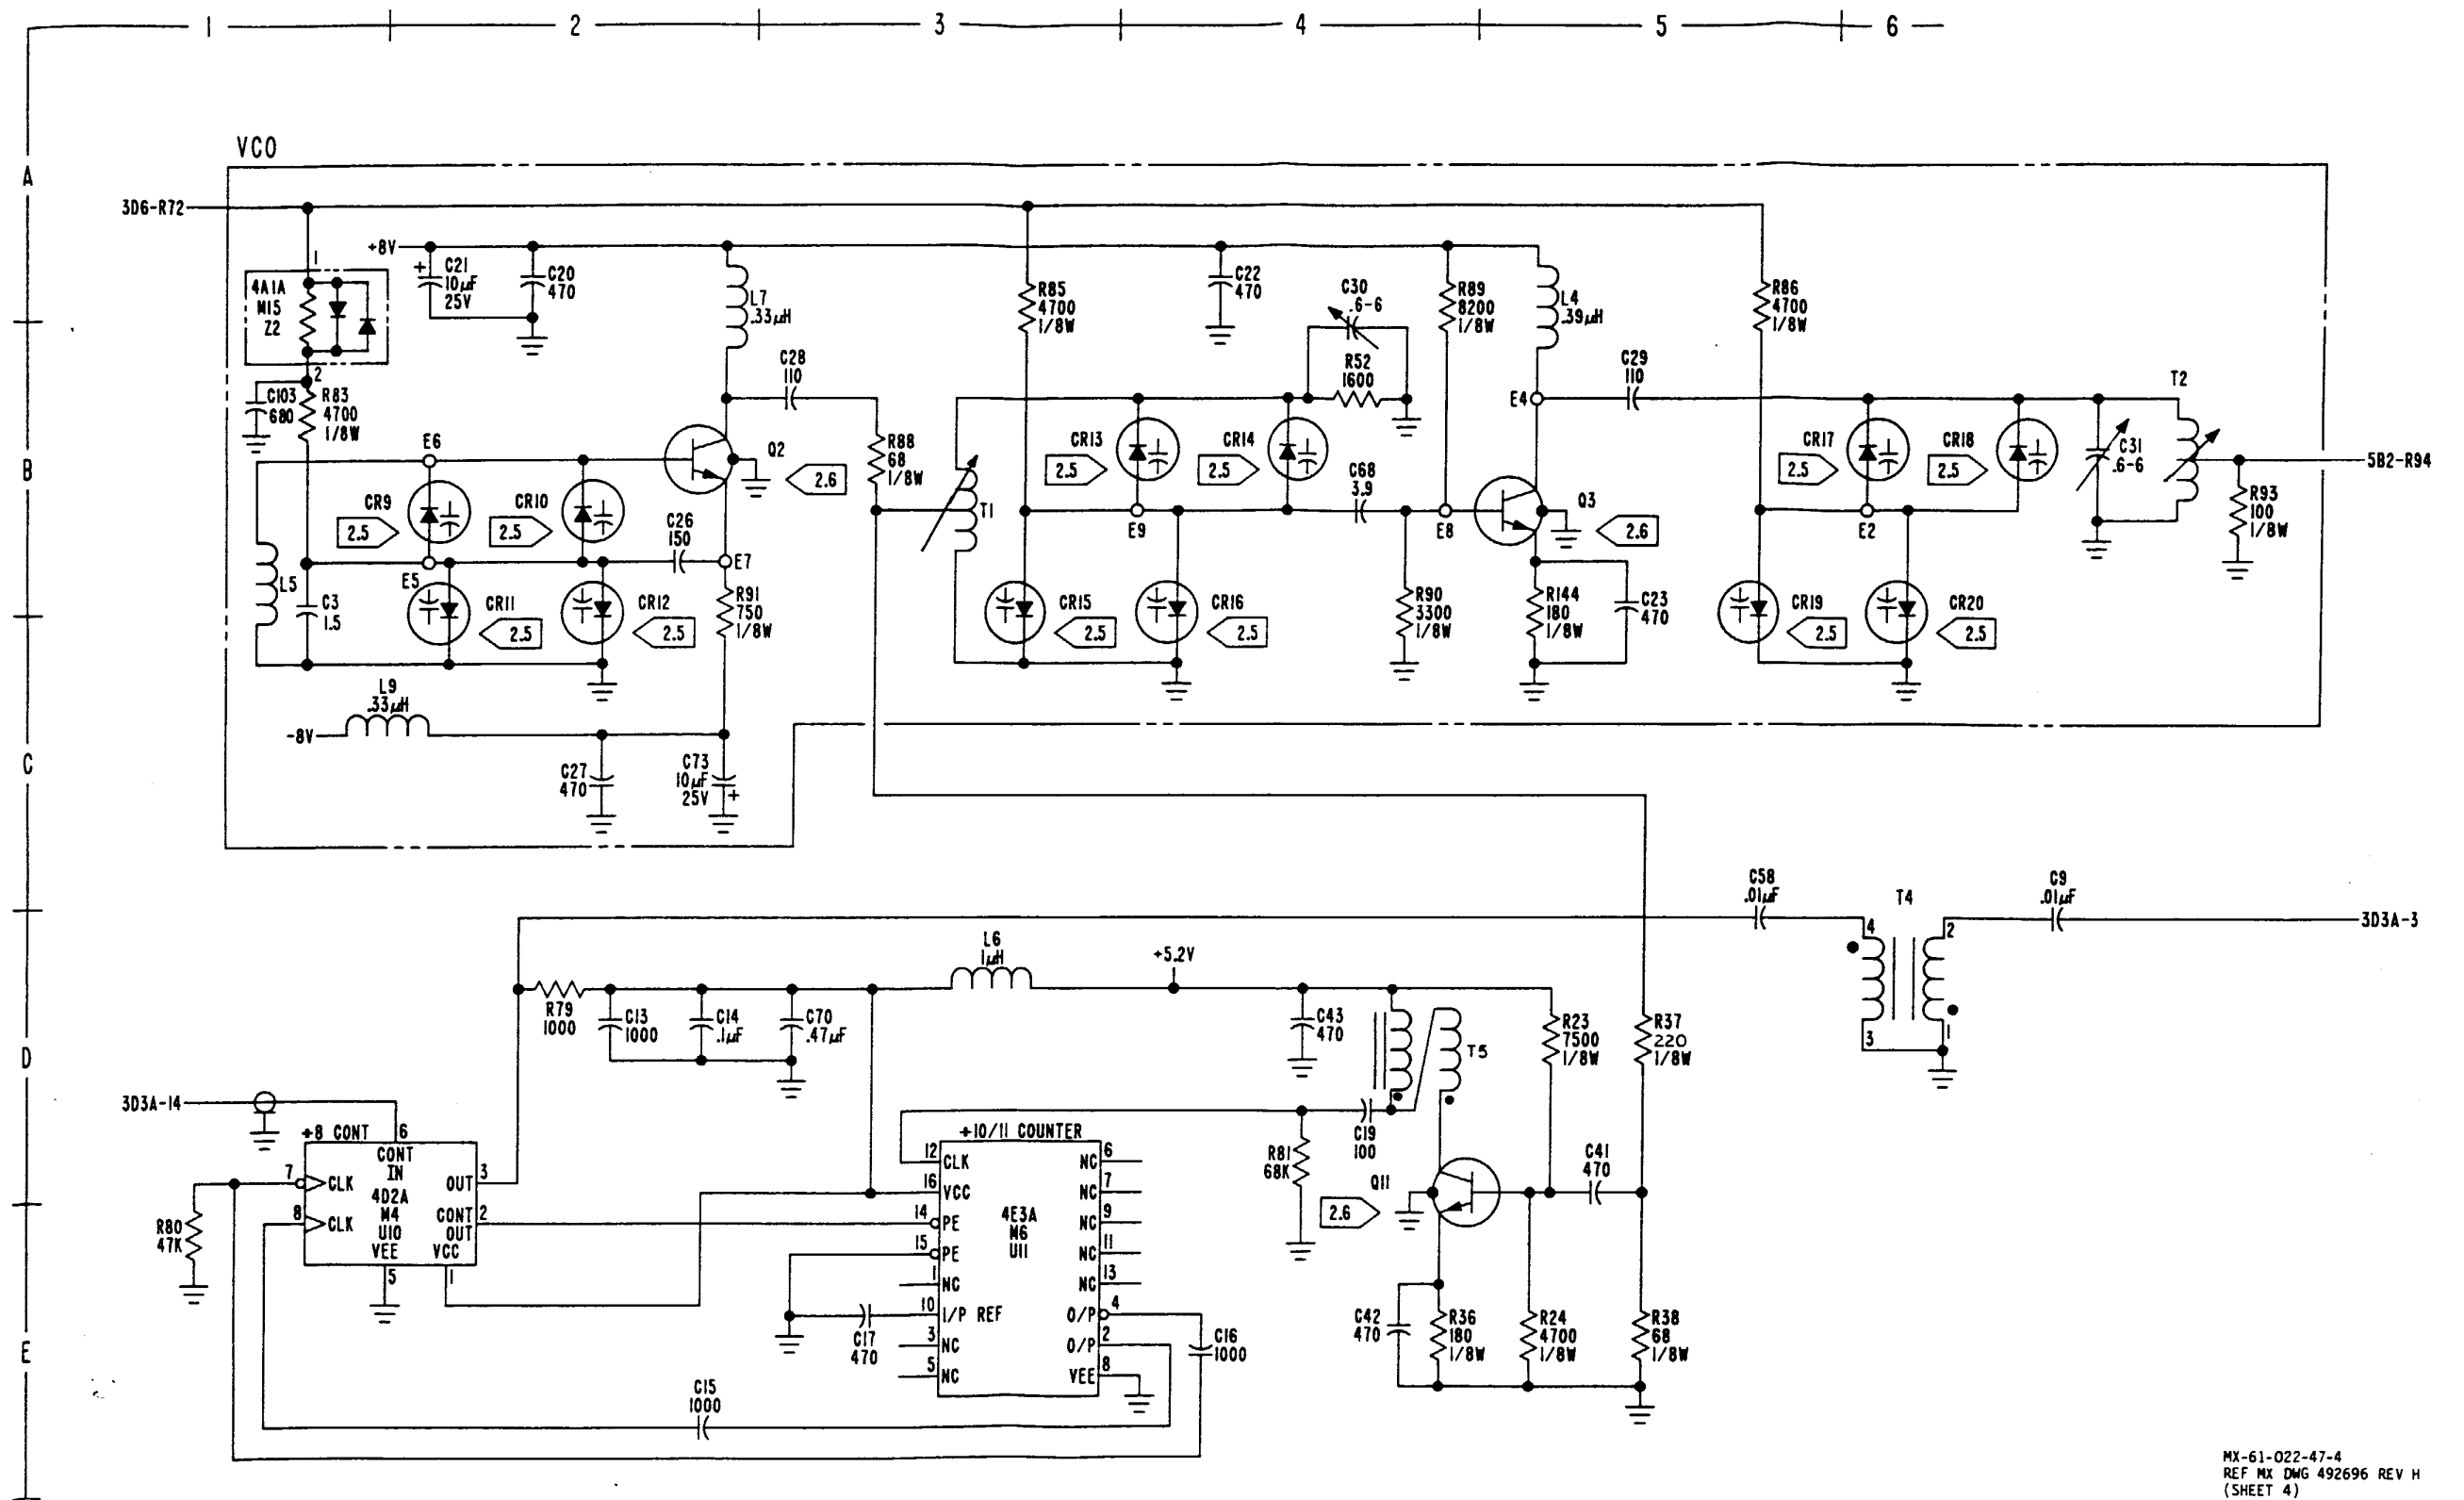 1 2 3 4 5 6
A
B
C
D
E
VCO
3D6-R72
+8V
1
4A1A
M15
Z2
2
C21
10µF
25V
C20
470
L7
.33µH
R85
4700
1/8W
C22
470
C30
.6-6
R89
8200
1/8W
L4
.39µH
R86
4700
1/8W
C103
680
R83
4700
1/8W
C28
110
R52
1600
E4
C29
110
T2
E6
Q2
2.6
R88
68
1/8W
CR13
2.5
CR14
2.5
CR17
2.5
CR18
2.5
C31
.6-6
5B2-R94
CR9
2.5
CR10
2.5
C26
150
T1
C68
3.9
Q3
2.6
R93
100
1/8W
E9
E8
E2
L5
E5
E7
C3
1.5
CR11
2.5
CR12
2.5
R91
750
1/8W
CR15
2.5
CR16
2.5
R90
3300
1/8W
R144
180
1/8W
C23
470
CR19
2.5
CR20
2.5
L9
.33µH
-8V
C27
470
C73
10µF
25V
+
C58
.01µF
T4
C9
.01µF
4
2
3
1
3D3A-3
L6
1µH
+5.2V
R79
1000
C13
1000
C14
.1µF
C70
.47µF
C43
470
T5
R23
7500
1/8W
R37
220
1/8W
3D3A-14
+8 CONT
6
CONT
IN
7
CLK
OUT
3
4D2A
M4
U10
8
CLK
CONT
OUT
2
VEE
VCC
5
1
R80
47K
+10/11 COUNTER
12
CLK
16
VCC
14
PE
15
PE
1
NC
10
I/P REF
3
NC
5
NC
4E3A
M6
U11
NC
6
NC
7
NC
9
NC
11
NC
13
O/P
4
O/P
2
VEE
8
R81
68K
C19
100
Q11
2.6
C41
470
C17
470
C16
1000
C15
1000
C42
470
R36
180
1/8W
R24
4700
1/8W
R38
68
1/8W
MX-61-022-47-4
REF MX DWG 492696 REV H
(SHEET 4)